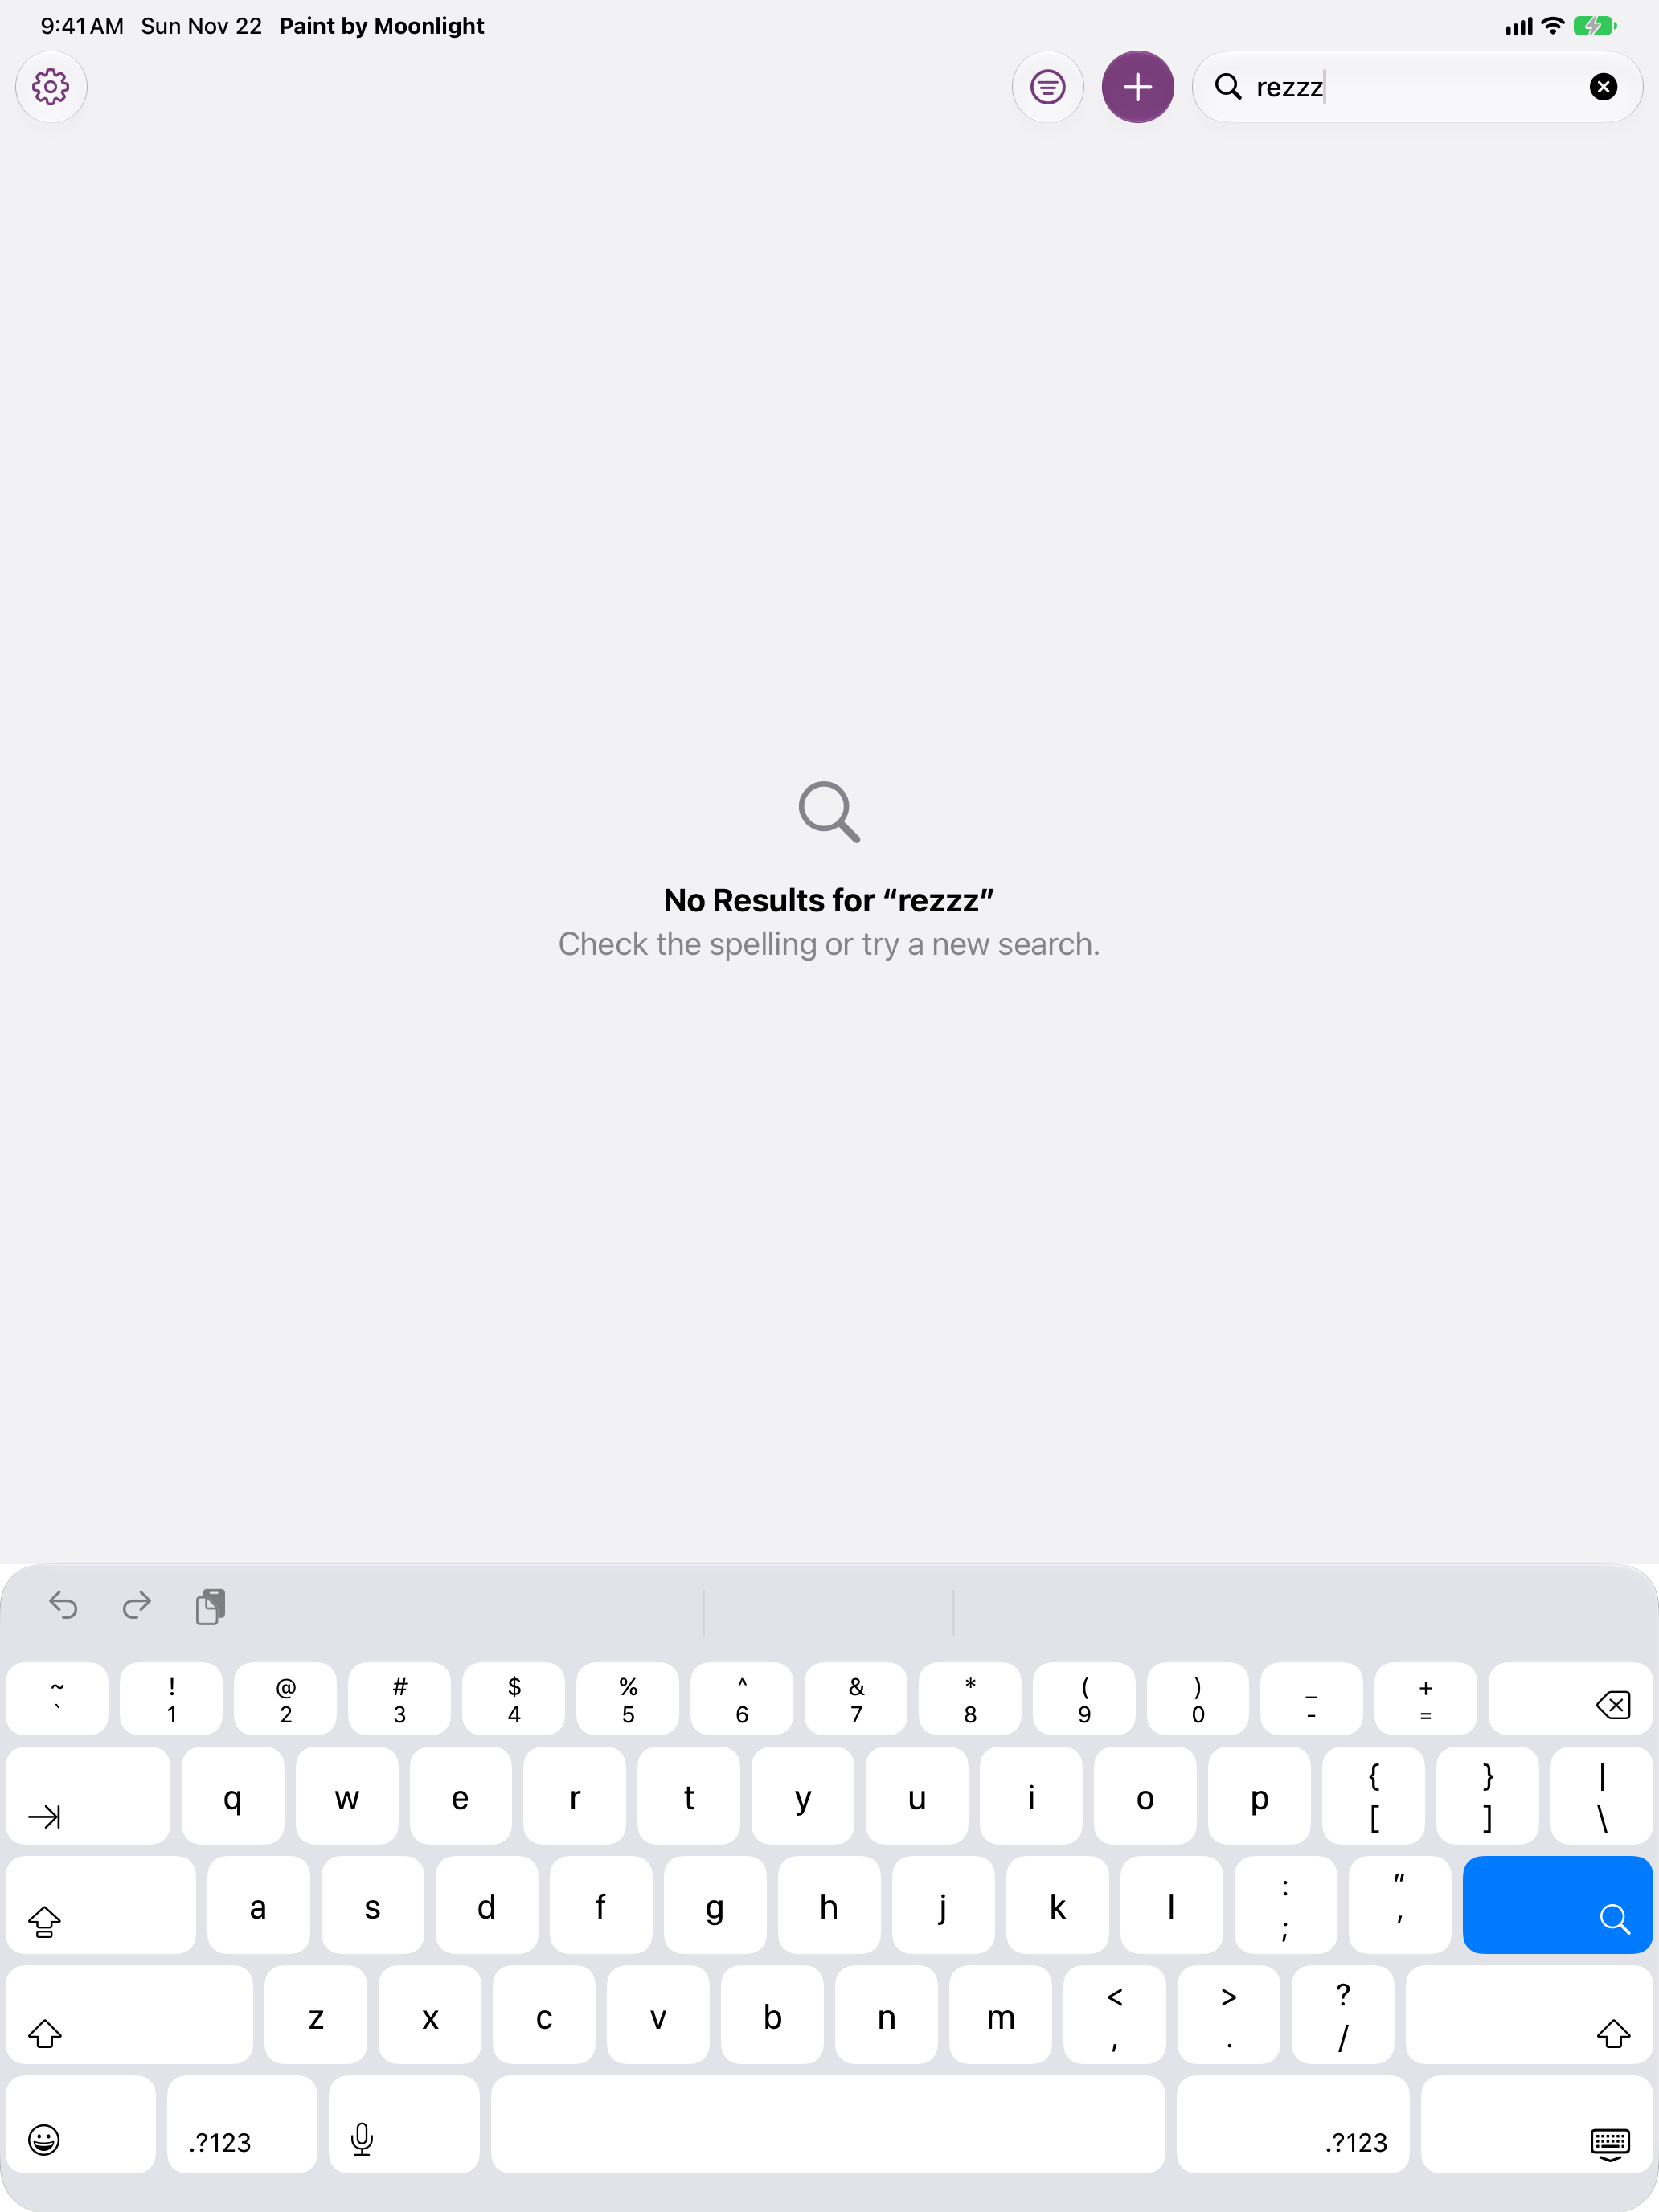 9:41 AM Sun Nov 22 Paint by Moonlight
rezzz
No Results for “rezzz”
Check the spelling or try a new search.
~ ! @ # $ % ^ & * ( ) _ +
` 1 2 3 4 5 6 7 8 9 0 - =
q w e r t y u i o p { [ } ] | \
a s d f g h j k l : ; " '
z x c v b n m < , > . ? /
.?123 .?123